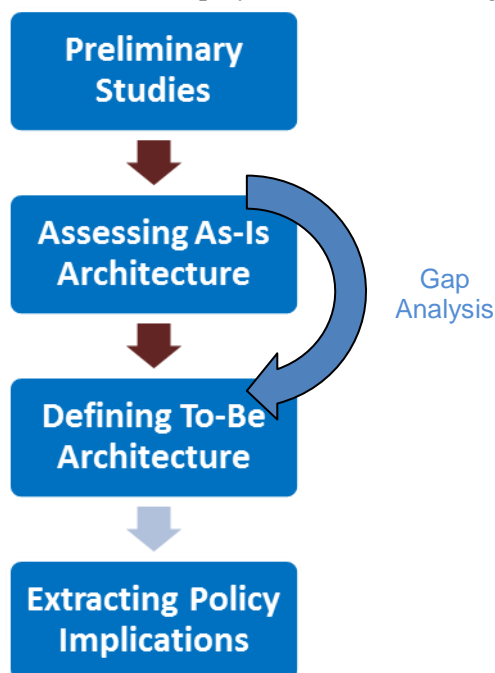 Preliminary
Studies
Assessing As-Is
Architecture
Gap
Analysis
Defining To-Be
Architecture
Extracting Policy
Implications